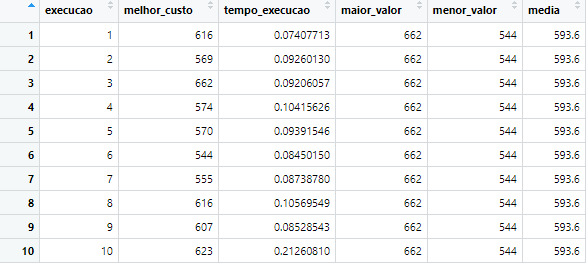 execucao melhor_custo tempo_execucao maior_valor menor_valor media
1 1 616 0.07407713 662 544 593.6
2 2 569 0.09260130 662 544 593.6
3 3 662 0.09206057 662 544 593.6
4 4 574 0.10415626 662 544 593.6
5 5 570 0.09391546 662 544 593.6
6 6 544 0.08450150 662 544 593.6
7 7 555 0.08738780 662 544 593.6
8 8 616 0.10569549 662 544 593.6
9 9 607 0.08528543 662 544 593.6
10 10 623 0.21260810 662 544 593.6